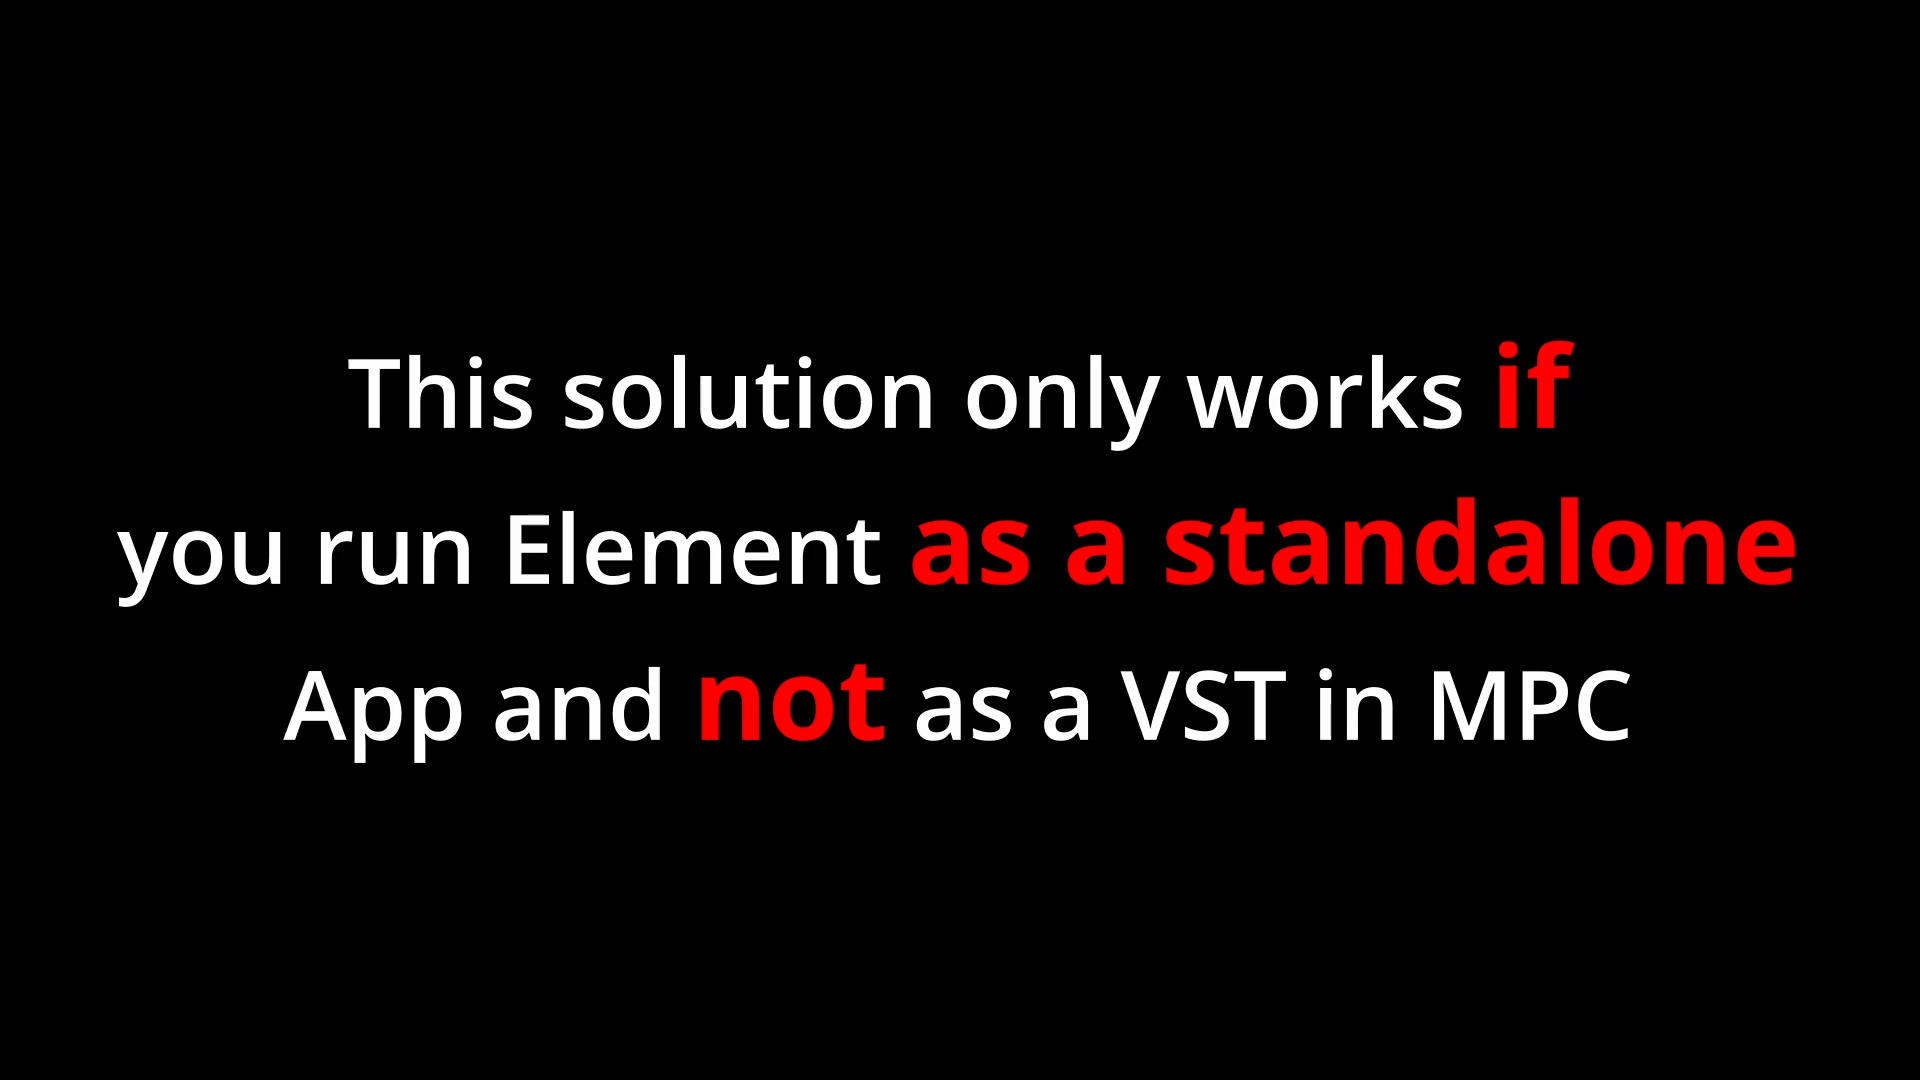 This solution only works if
you run Element as a standalone
App and not as a VST in MPC